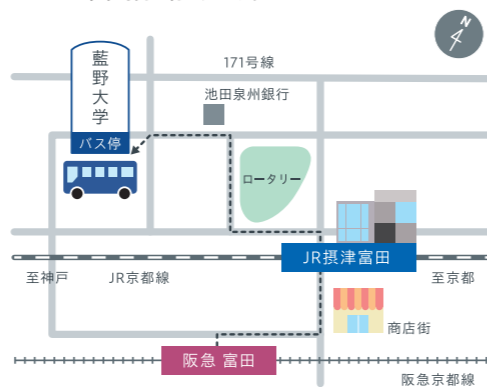 N
171号線
藍野大学
バス停
池田泉州銀行
ロータリー
JR摂津富田
至神戸
JR京都線
至京都
商店街
阪急 富田
阪急京都線